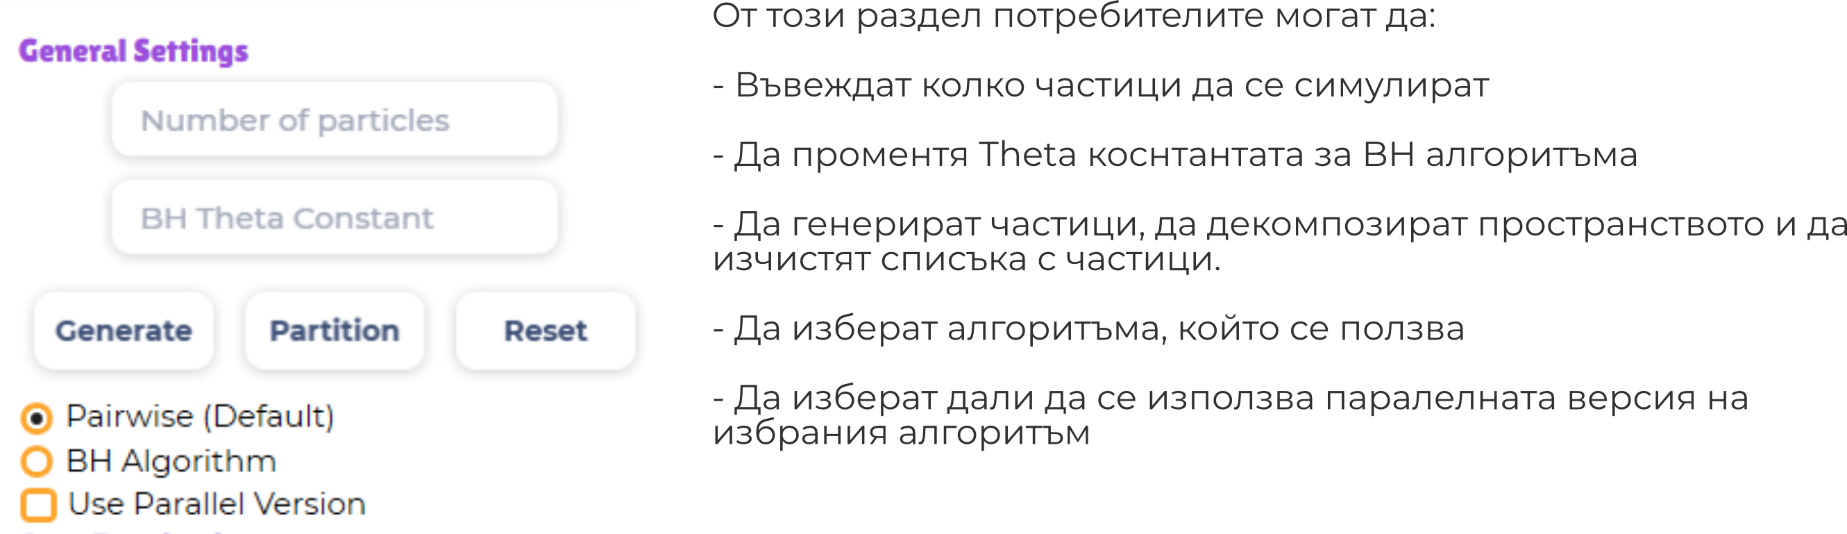 General Settings
Number of particles
BH Theta Constant
Generate Partition Reset
Pairwise (Default)
BH Algorithm
Use Parallel Version
От този раздел потребителите могат да:
- Въвеждат колко частици да се симулират
- Да проментя Theta коснтантата за BH алгоритъма
- Да генерират частици, да декомпозират пространството и да
изчистят списъка с частици.
- Да изберат алгоритъма, който се ползва
- Да изберат дали да се използва паралелната версия на
избрания алгоритъм